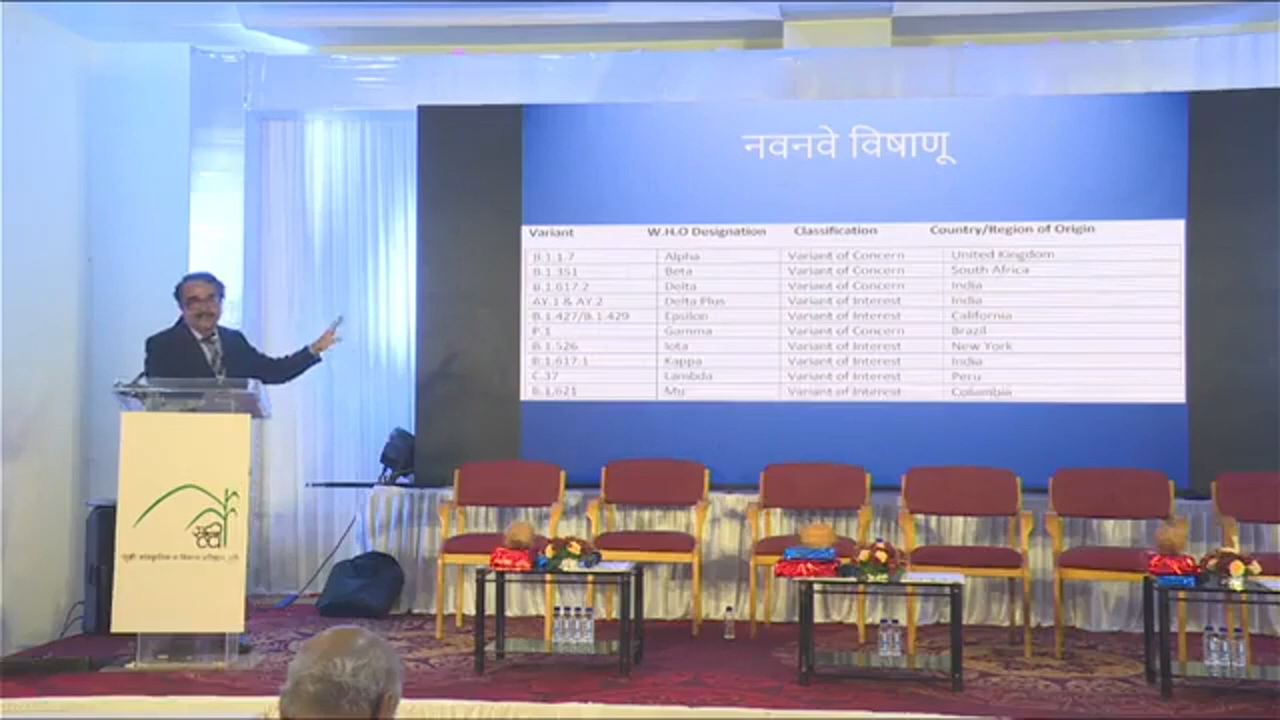 नवनवे विषाणू
Variant W.H.O Designation Classification Country/Region of Origin
B.1.1.7 Alpha Variant of Concern United Kingdom
B.1.351 Beta Variant of Concern South Africa
B.1.617.2 Delta Variant of Concern India
AY.1 & AY.2 Delta Plus Variant of Interest India
B.1.427/B.1.429 Epsilon Variant of Interest California
P.1 Gamma Variant of Concern Brazil
B.1.526 Iota Variant of Interest New York
B.1.617.1 Kappa Variant of Interest India
C.37 Lambda Variant of Interest Peru
B.1.621 Mu Variant of Interest Columbia